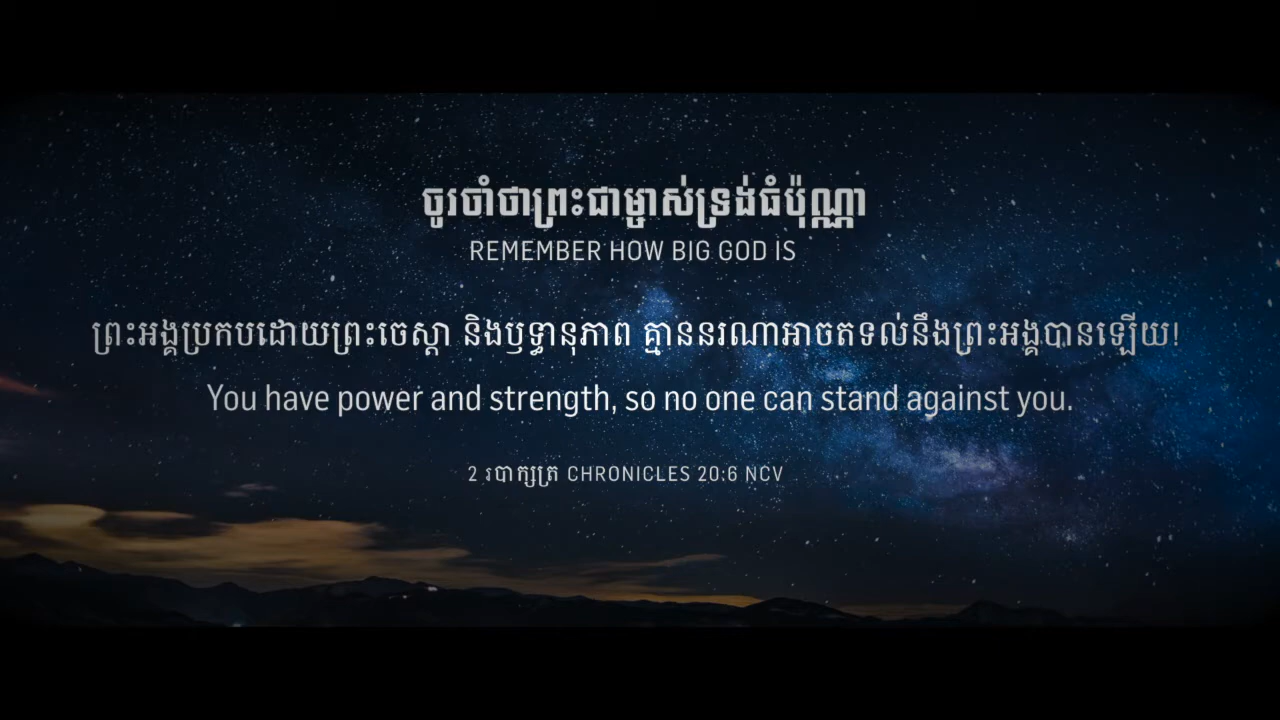 ចូរចាំថាព្រះជាម្ចាស់ទ្រង់ធំប៉ុណ្ណា
REMEMBER HOW BIG GOD IS
ព្រះអង្គប្រកបដោយព្រះចេស្ដា និងឫទ្ធានុភាព គ្មាននរណាអាចតទល់នឹងព្រះអង្គបានឡើយ!
You have power and strength, so no one can stand against you.
2 របាក្សត្រ CHRONICLES 20:6 NCV